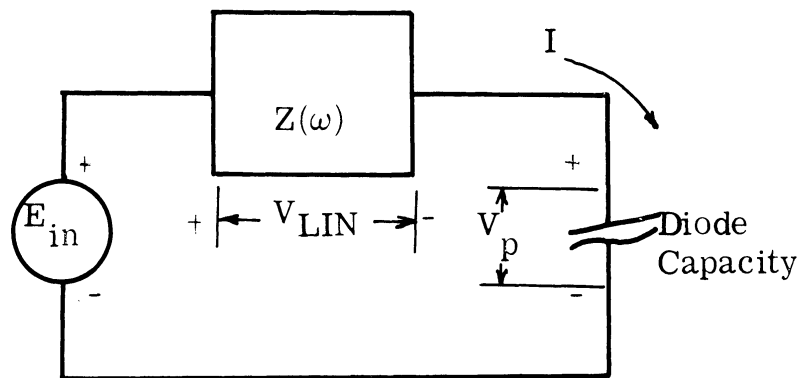 I
Z(ω)
+
+
E in
+ V LIN -
V p
Diode
Capacity
-
-